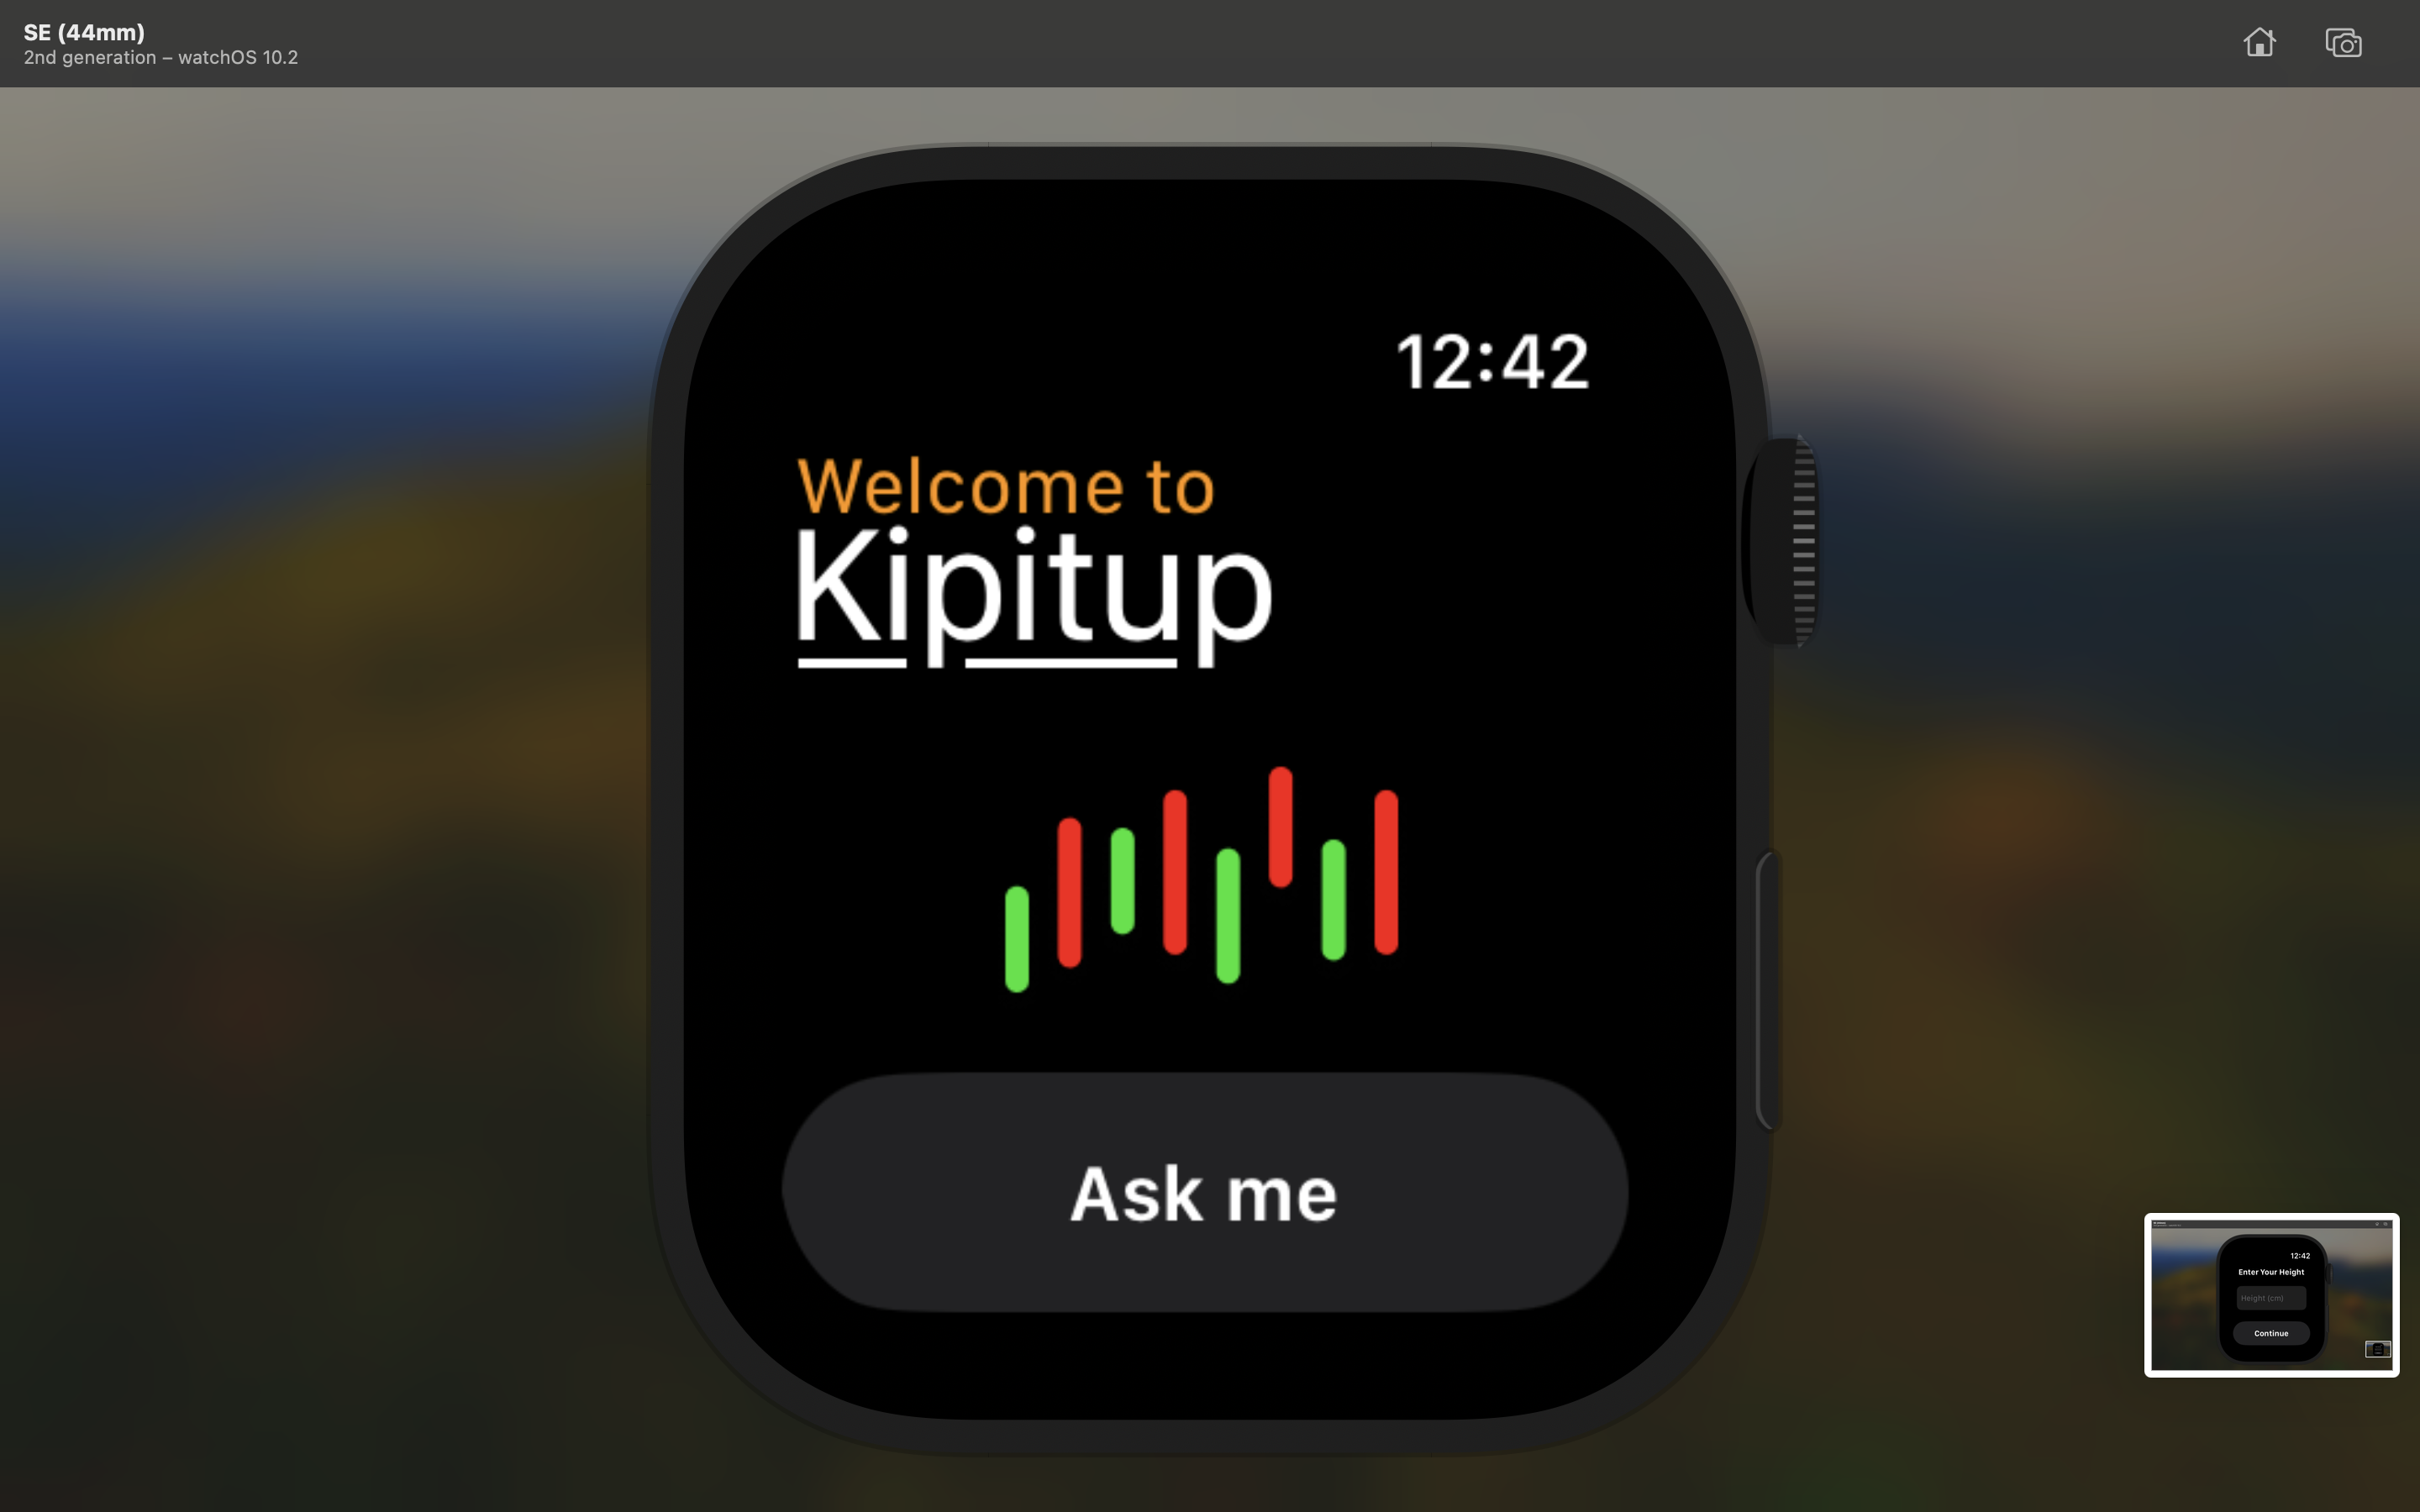 SE (44mm)
2nd generation – watchOS 10.2
12:42
Welcome to
Kipitup
Ask me
12:42
Enter Your Height
Height (cm)
Continue